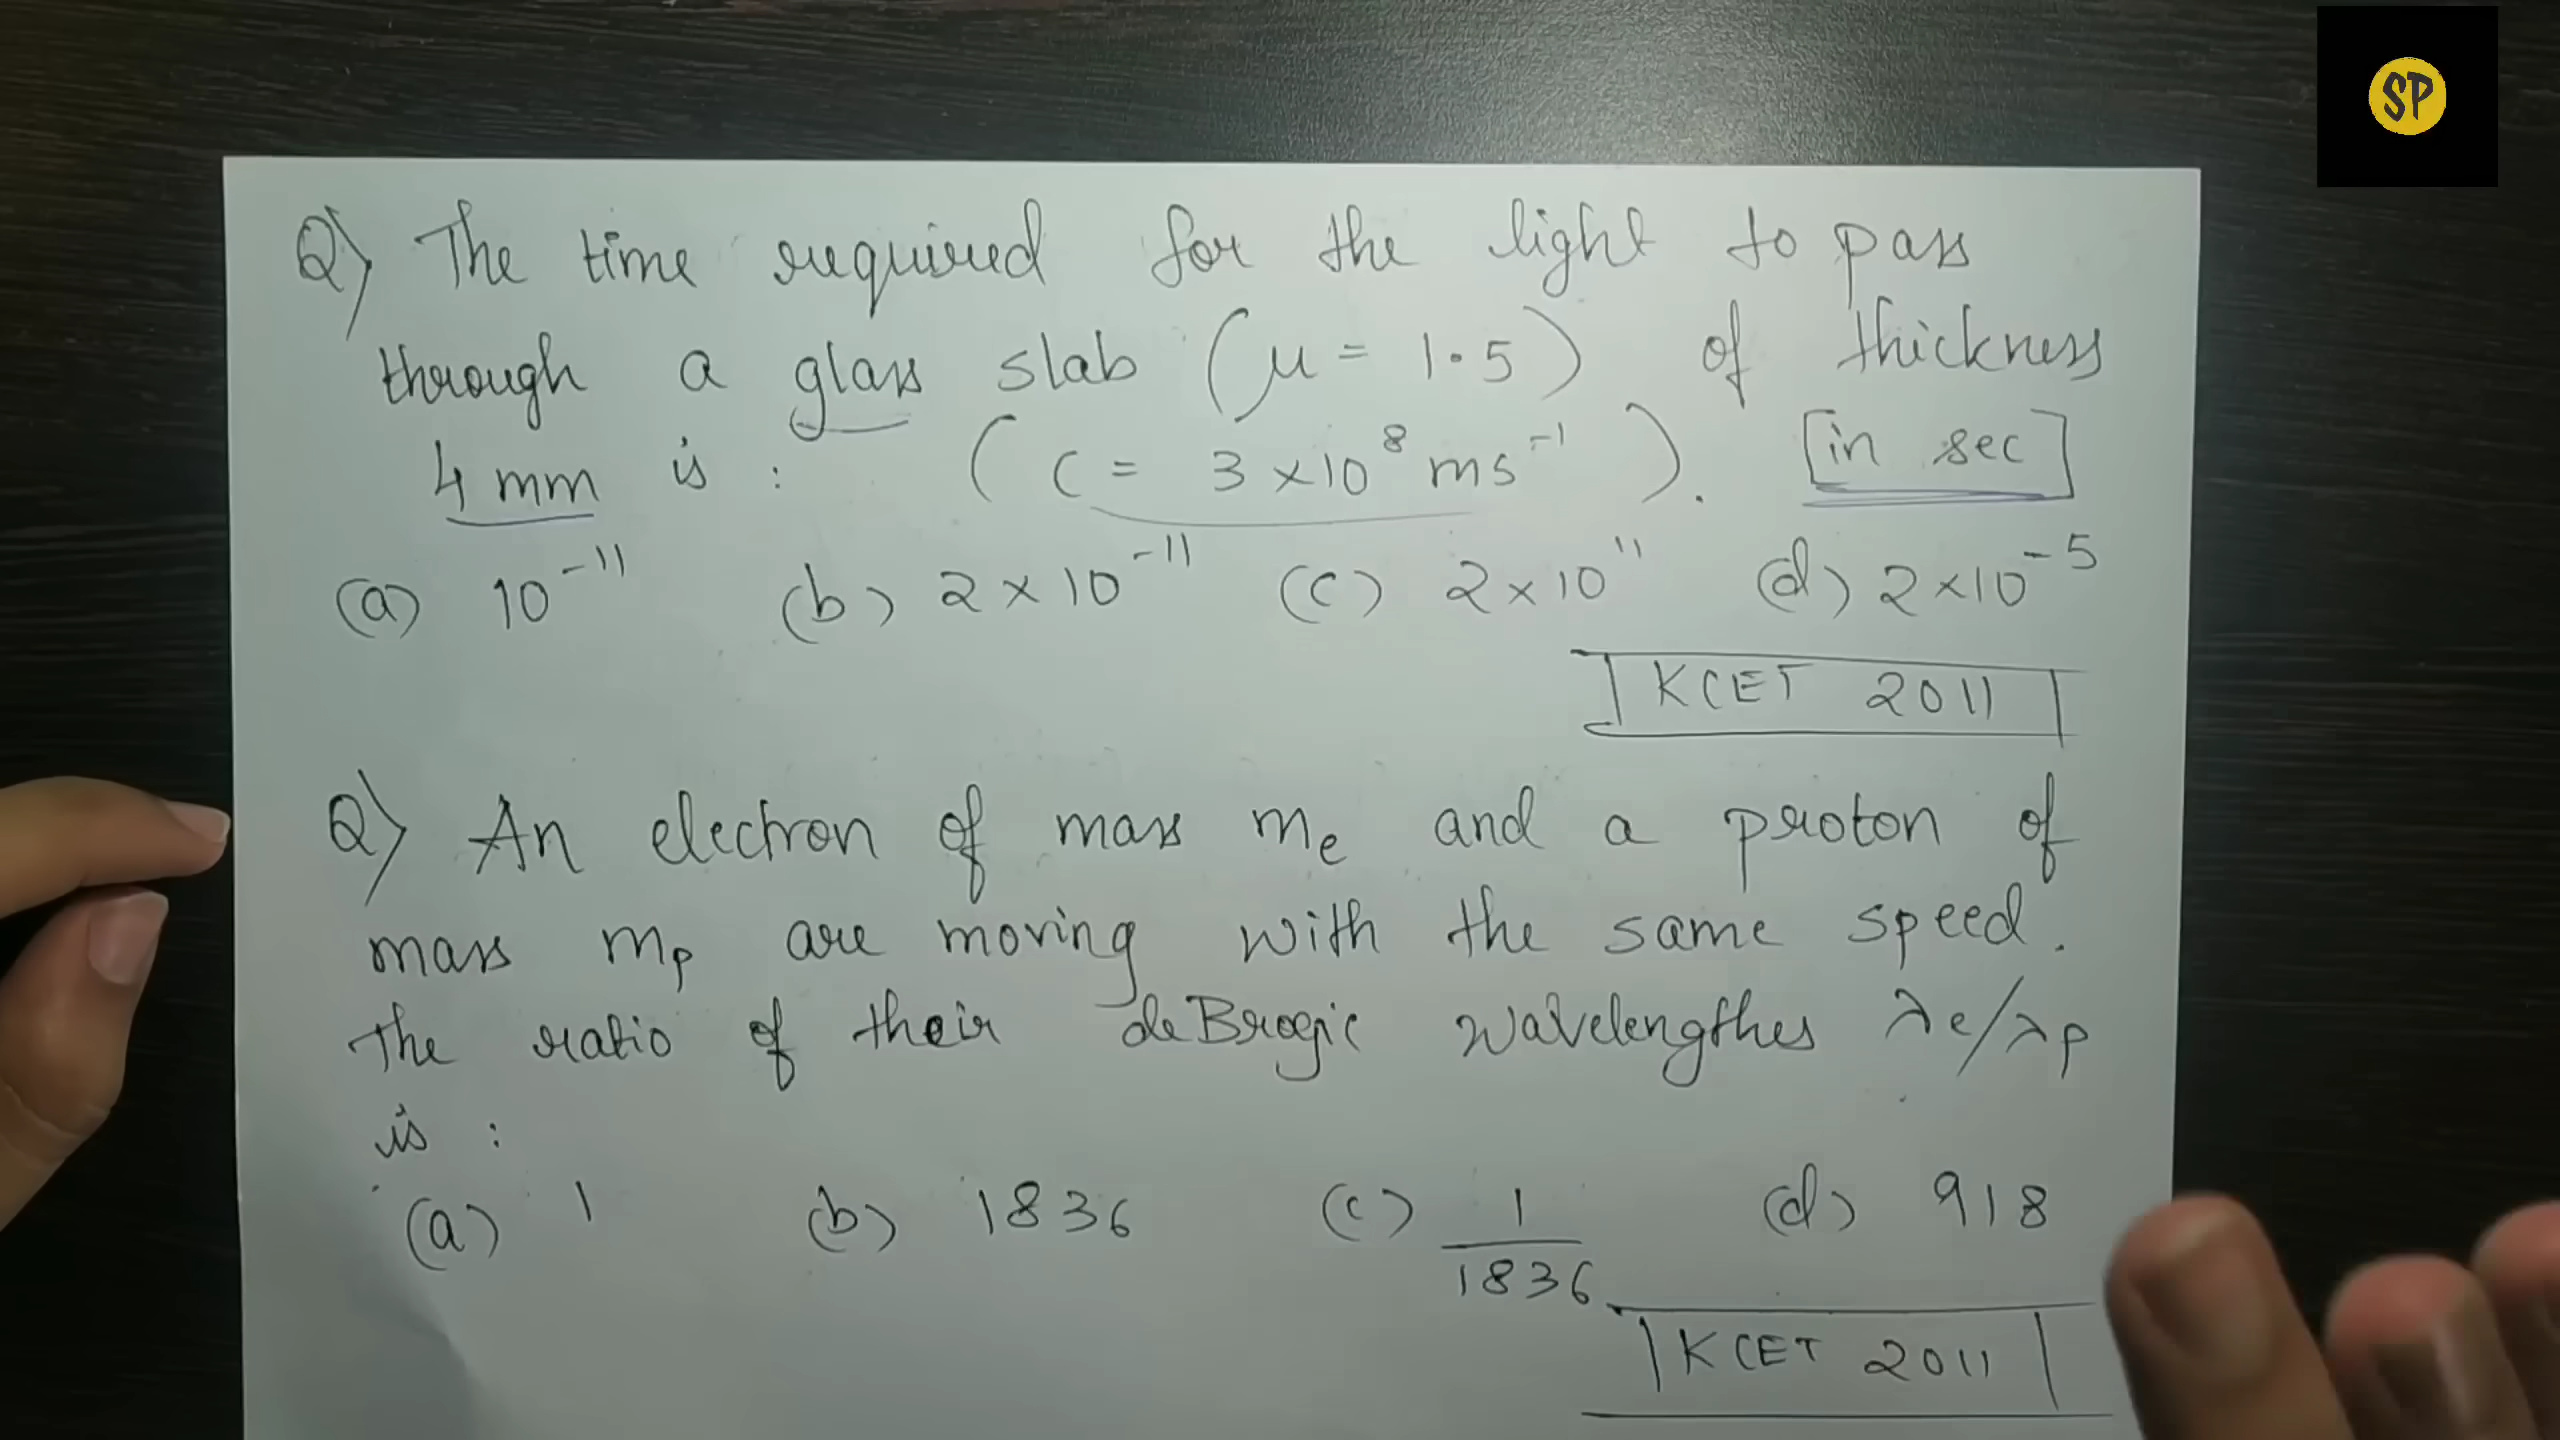 SP
Q) The time required for the light to pass
through a glass slab (μ = 1.5) of thickness
4 mm is : (c = 3 × 10⁸ ms⁻¹). [in sec]
(a) 10⁻¹¹ (b) 2 × 10⁻¹¹ (c) 2 × 10¹¹ (d) 2 × 10⁻⁵
KCET 2011
Q) An electron of mass mₑ and a proton of
mass mₚ are moving with the same speed.
The ratio of their deBrogie wavelengthes λe/λp
is :
(a) 1 (b) 1836 (c) 1/1836 (d) 918
KCET 2011